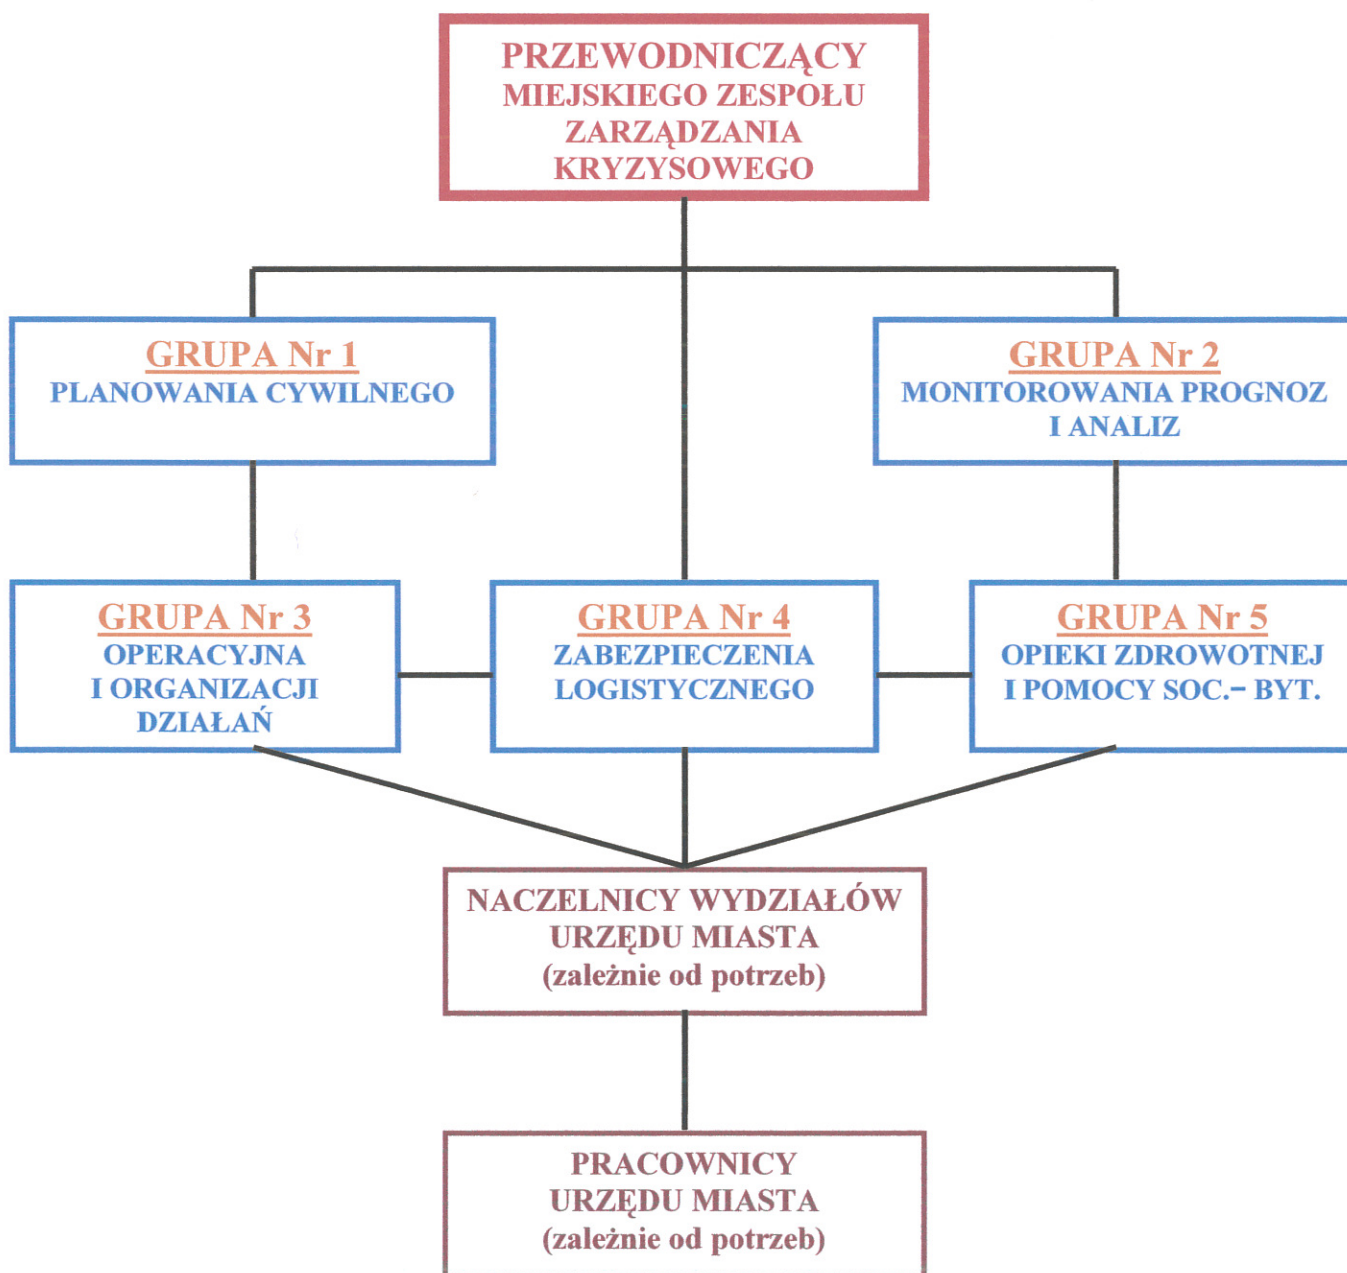 PRZEWODNICZĄCY
MIEJSKIEGO ZESPOŁU
ZARZĄDZANIA
KRYZYSOWEGO
GRUPA Nr 1
PLANOWANIA CYWILNEGO
GRUPA Nr 2
MONITOROWANIA PROGNOZ
I ANALIZ
GRUPA Nr 3
OPERACYJNA
I ORGANIZACJI
DZIAŁAŃ
GRUPA Nr 4
ZABEZPIECZENIA
LOGISTYCZNEGO
GRUPA Nr 5
OPIEKI ZDROWOTNEJ
I POMOCY SOC.– BYT.
NACZELNICY WYDZIAŁÓW
URZĘDU MIASTA
(zależnie od potrzeb)
PRACOWNICY
URZĘDU MIASTA
(zależnie od potrzeb)